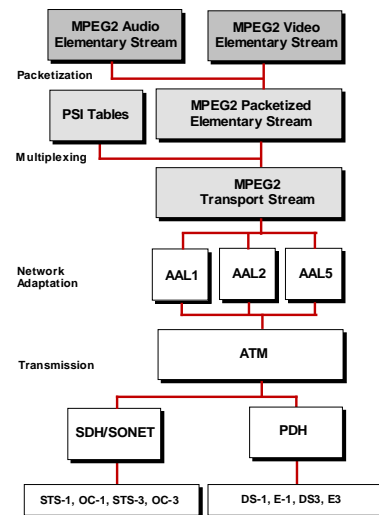 MPEG2 Audio
Elementary Stream
MPEG2 Video
Elementary Stream
Packetization
PSI Tables
MPEG2 Packetized
Elementary Stream
Multiplexing
MPEG2
Transport Stream
Network
Adaptation
AAL1
AAL2
AAL5
Transmission
ATM
SDH/SONET
PDH
STS-1, OC-1, STS-3, OC-3
DS-1, E-1, DS3, E3